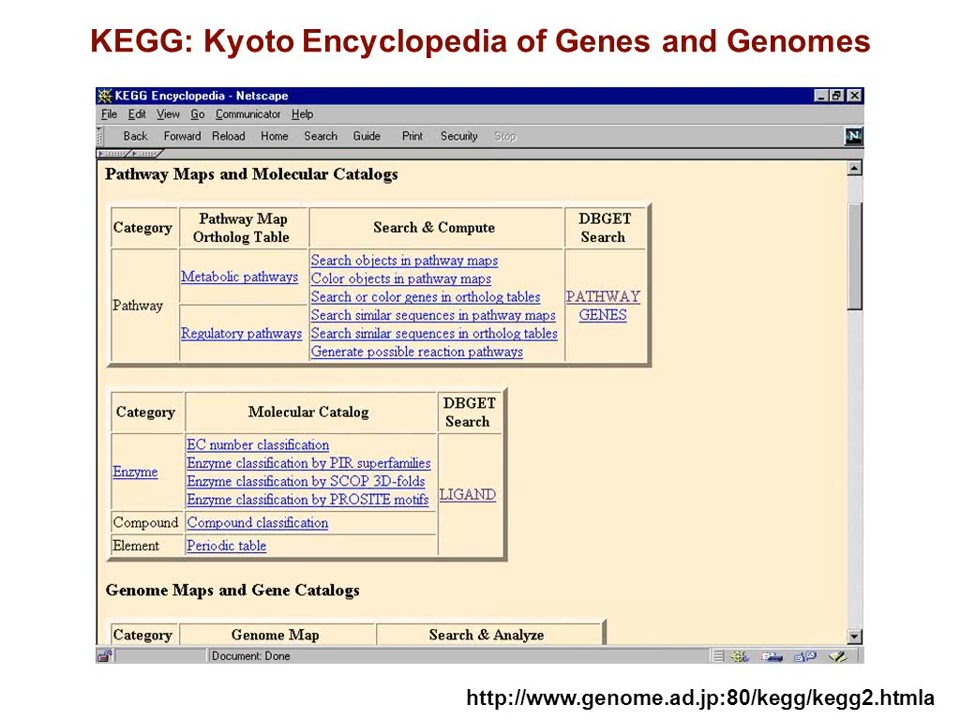 KEGG: Kyoto Encyclopedia of Genes and Genomes
KEGG Encyclopedia - Netscape
File Edit View Go Communicator Help
Back Forward Reload Home Search Guide Print Security Stop
N
Pathway Maps and Molecular Catalogs
Category
Pathway Map
Ortholog Table
Search & Compute
DBGET
Search
Pathway
Metabolic pathways
Regulatory pathways
Search objects in pathway maps
Color objects in pathway maps
Search or color genes in ortholog tables
Search similar sequences in pathway maps
Search similar sequences in ortholog tables
Generate possible reaction pathways
PATHWAY
GENES
Category
Molecular Catalog
DBGET
Search
Enzyme
EC number classification
Enzyme classification by PIR superfamilies
Enzyme classification by SCOP 3D-folds
Enzyme classification by PROSITE motifs
LIGAND
Compound
Compound classification
Element
Periodic table
Genome Maps and Gene Catalogs
Category
Genome Map
Search & Analyze
Document: Done
http://www.genome.ad.jp:80/kegg/kegg2.htmla